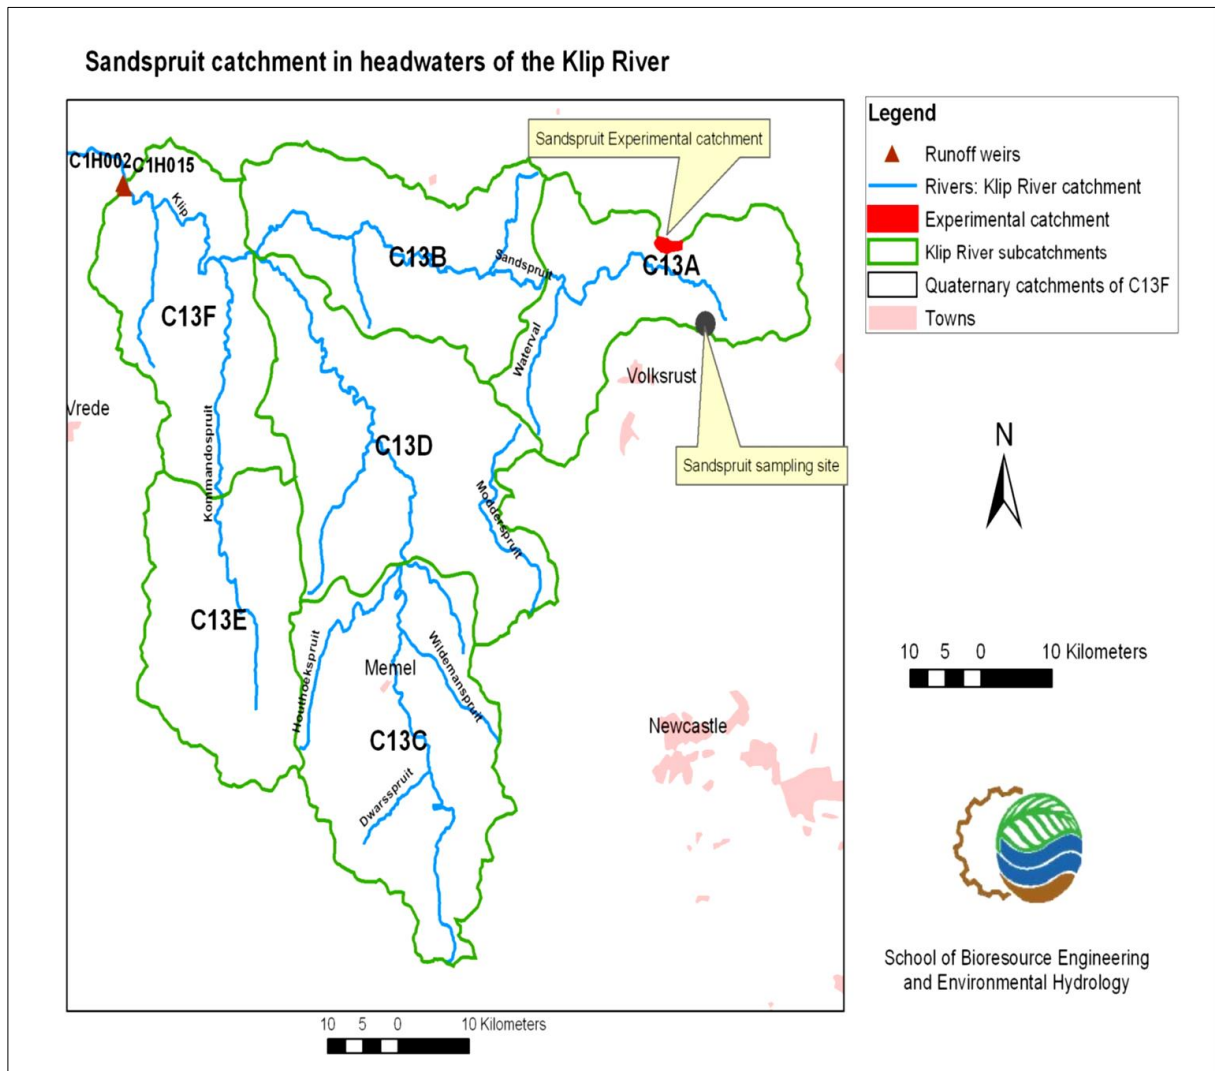 Sandspruit catchment in headwaters of the Klip River
Sandspruit Experimental catchment
C1H002
C1H015
Klip
C13B
Sandspruit
C13A
C13F
Waterval
Volksrust
Vrede
Kommandospruit
C13D
Sandspruit sampling site
Modderspruit
C13E
Houthoekspruit
Memel
Wildemanspruit
C13C
Newcastle
Dwarsspruit
10 5 0 10 Kilometers
Legend
Runoff weirs
Rivers: Klip River catchment
Experimental catchment
Klip River subcatchments
Quaternary catchments of C13F
Towns
N
10 5 0 10 Kilometers
School of Bioresource Engineering
and Environmental Hydrology